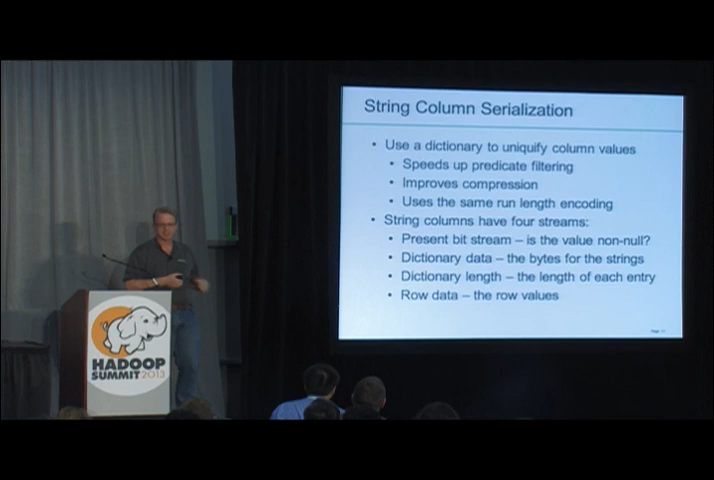 String Column Serialization
• Use a dictionary to uniquify column values
• Speeds up predicate filtering
• Improves compression
• Uses the same run length encoding
• String columns have four streams:
• Present bit stream – is the value non-null?
• Dictionary data – the bytes for the strings
• Dictionary length – the length of each entry
• Row data – the row values
HADOOP
SUMMIT 2013